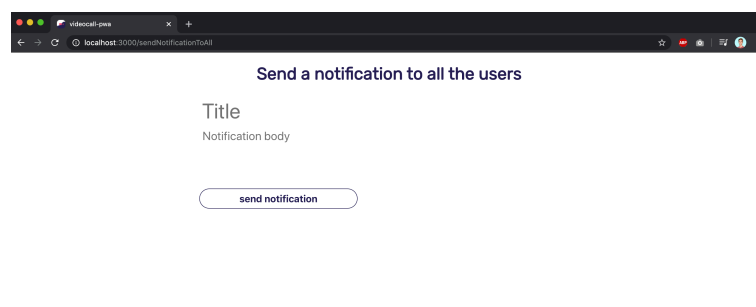 videocall-pwa
localhost:3000/sendNotificationToAll
Send a notification to all the users
Title
Notification body
send notification